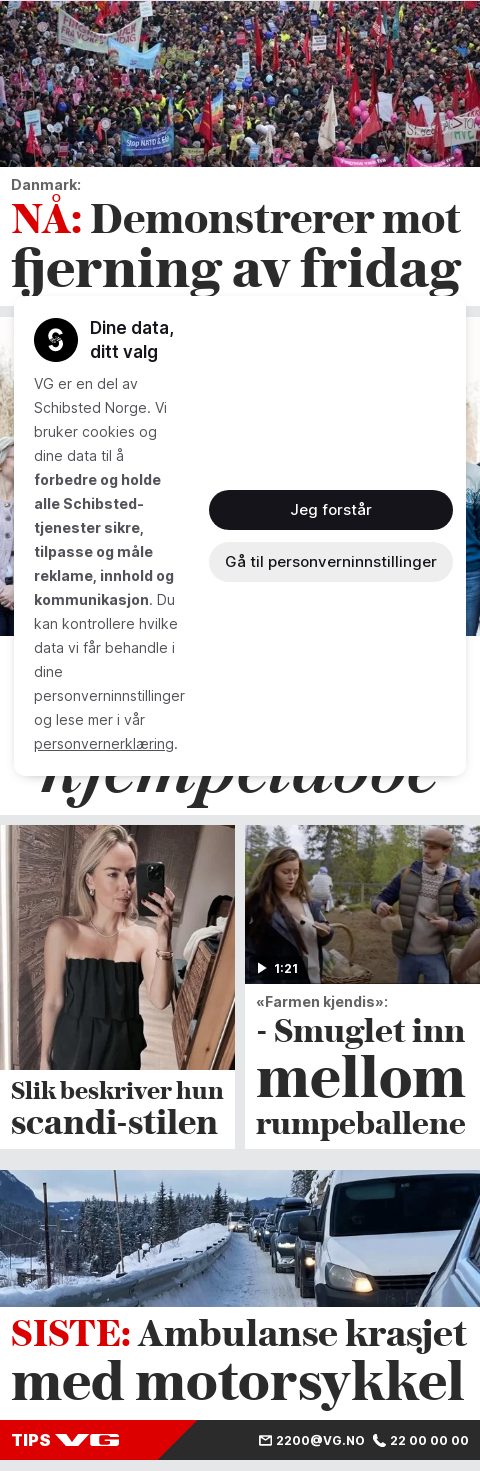 Stop NATO & EU
Danmark:
NÅ: Demonstrerer mot
fjerning av fridag
Dine data,
ditt valg
VG er en del av
Schibsted Norge. Vi
bruker cookies og
dine data til å
forbedre og holde
alle Schibsted-
tjenester sikre,
tilpasse og måle
reklame, innhold og
kommunikasjon. Du
kan kontrollere hvilke
data vi får behandle i
dine
personverninnstillinger
og lese mer i vår
personvernerklæring.
Jeg forstår
Gå til personverninnstillinger
kjempetabbe
1:21
Slik beskriver hun
scandi-stilen
«Farmen kjendis»:
- Smuglet inn
mellom
rumpeballene
SISTE: Ambulanse krasjet
med motorsykkel
TIPS VG
2200@VG.NO
22 00 00 00